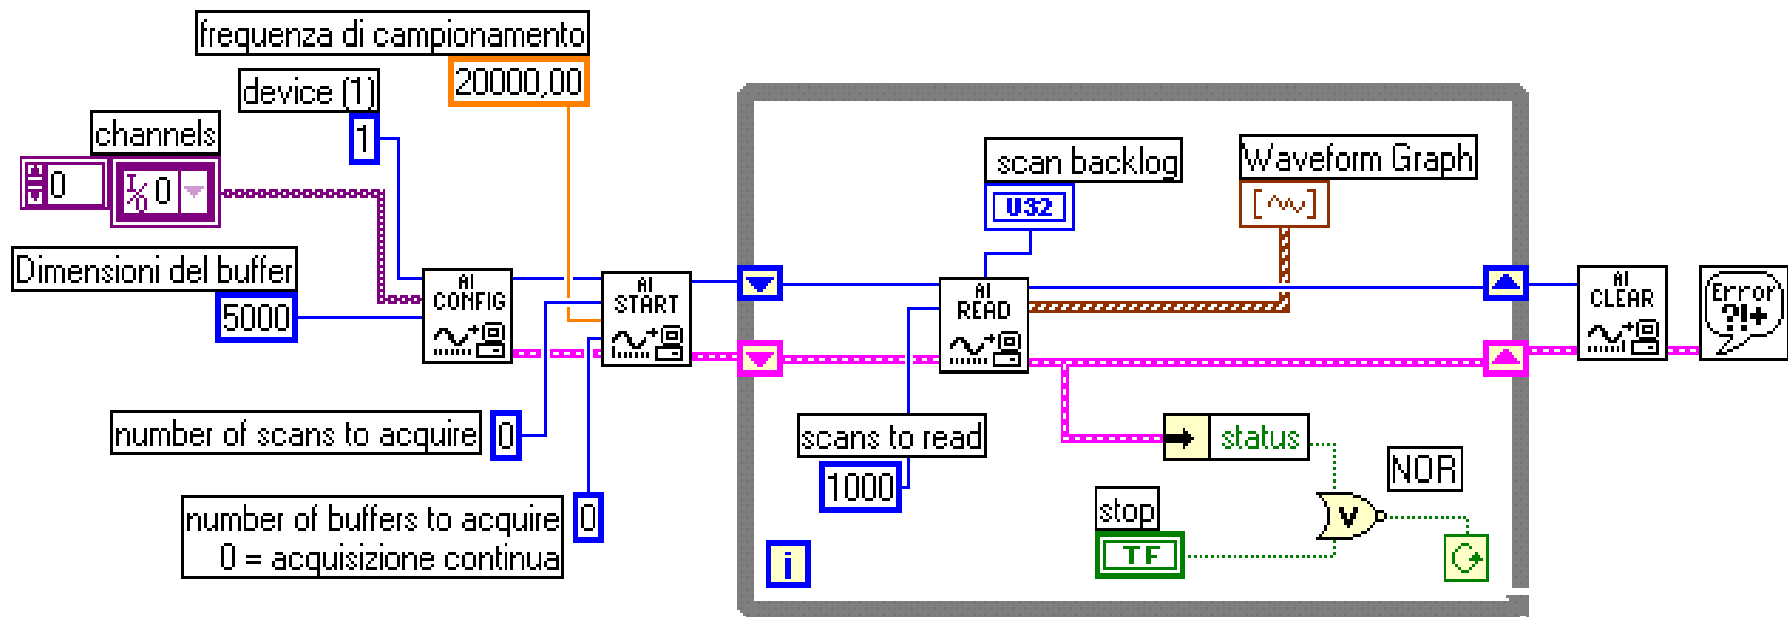 frequenza di campionamento
20000,00
device (1)
1
channels
0
I/O 0
Dimensioni del buffer
5000
AI
CONFIG
AI
START
number of scans to acquire
0
number of buffers to acquire
0 = acquisizione continua
0
scan backlog
U32
Waveform Graph
AI
READ
scans to read
1000
status
NOR
stop
TF
V
i
AI
CLEAR
Error
?!+